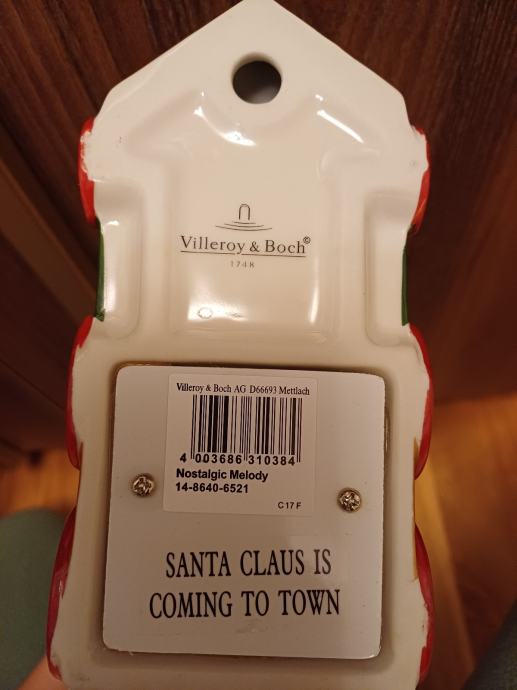 Villeroy & Boch©
1748
Villeroy & Boch AG D66693 Mettlach
4 003686 310384
Nostalgic Melody
14-8640-6521
C 17 F
SANTA CLAUS IS
COMING TO TOWN